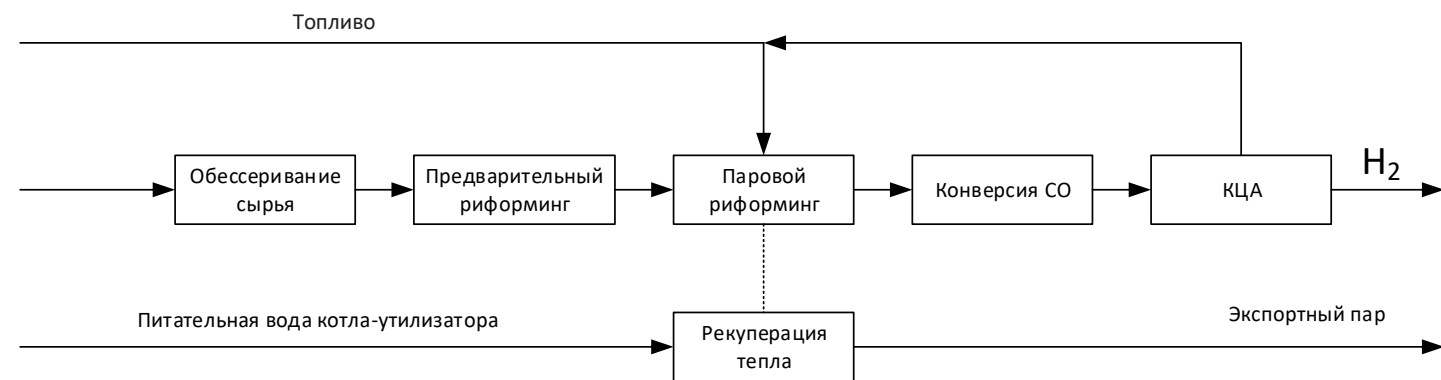 Топливо
Обессеривание
сырья
Предварительный
риформинг
Паровой
риформинг
Конверсия СО
КЦА
H₂
Питательная вода котла-утилизатора
Рекуперация
тепла
Экспортный пар